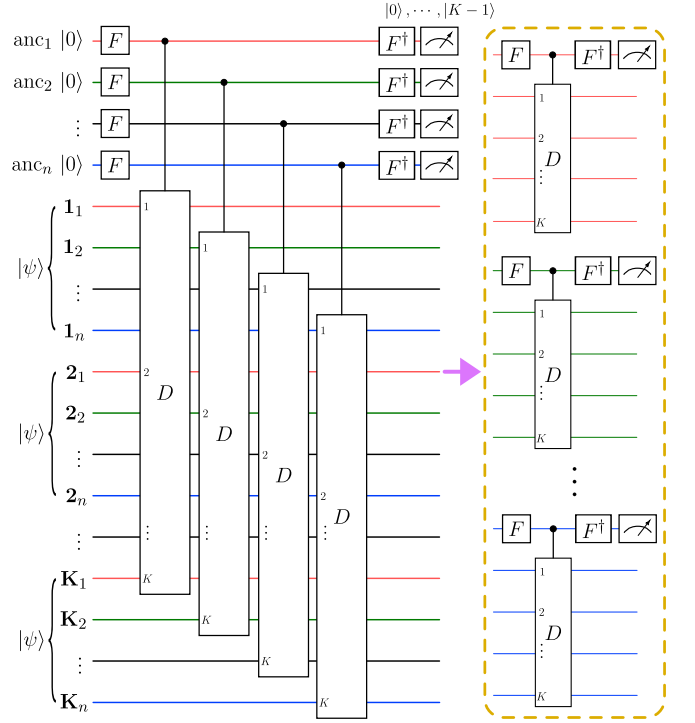 |0⟩, ⋯, |K − 1⟩
anc₁ |0⟩ F F†
anc₂ |0⟩ F F†
⋮ F F†
ancₙ |0⟩ F F†
|ψ⟩
𝟏₁ 1
𝟏₂ 1
⋮ 1
𝟏ₙ 1
|ψ⟩
𝟐₁ 2
𝟐₂ 2
⋮ 2
𝟐ₙ 2
D D D D
⋮ ⋮ ⋮ ⋮ ⋮
|ψ⟩
𝐊₁ K
𝐊₂ K
⋮ K
𝐊ₙ K
F F†
1
2
D
⋮
K
F F†
1
2
D
⋮
K
⋮
F F†
1
2
D
⋮
K